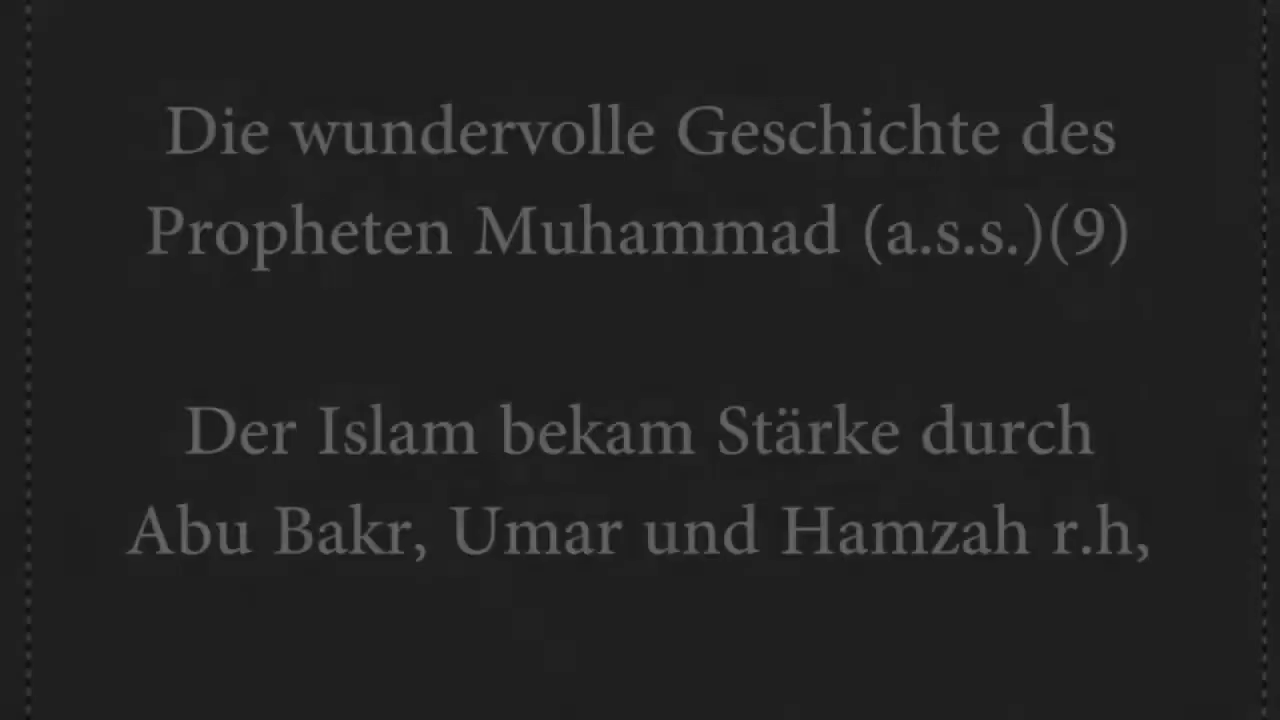 Die wundervolle Geschichte des
Propheten Muhammad (a.s.s.)(9)
Der Islam bekam Stärke durch
Abu Bakr, Umar und Hamzah r.h,